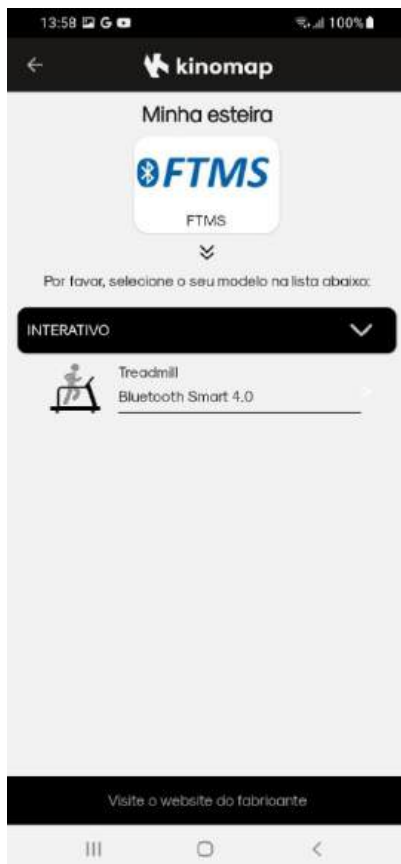 13:58 G 100%
kinomap
Minha esteira
FTMS
FTMS
Por favor, selecione o seu modelo na lista abaixo:
INTERATIVO
Treadmill
Bluetooth Smart 4.0
Visite o website do fabricante